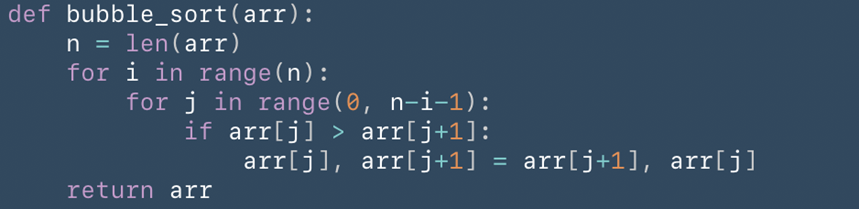 def bubble_sort(arr):
    n = len(arr)
    for i in range(n):
        for j in range(0, n-i-1):
            if arr[j] > arr[j+1]:
                arr[j], arr[j+1] = arr[j+1], arr[j]
    return arr